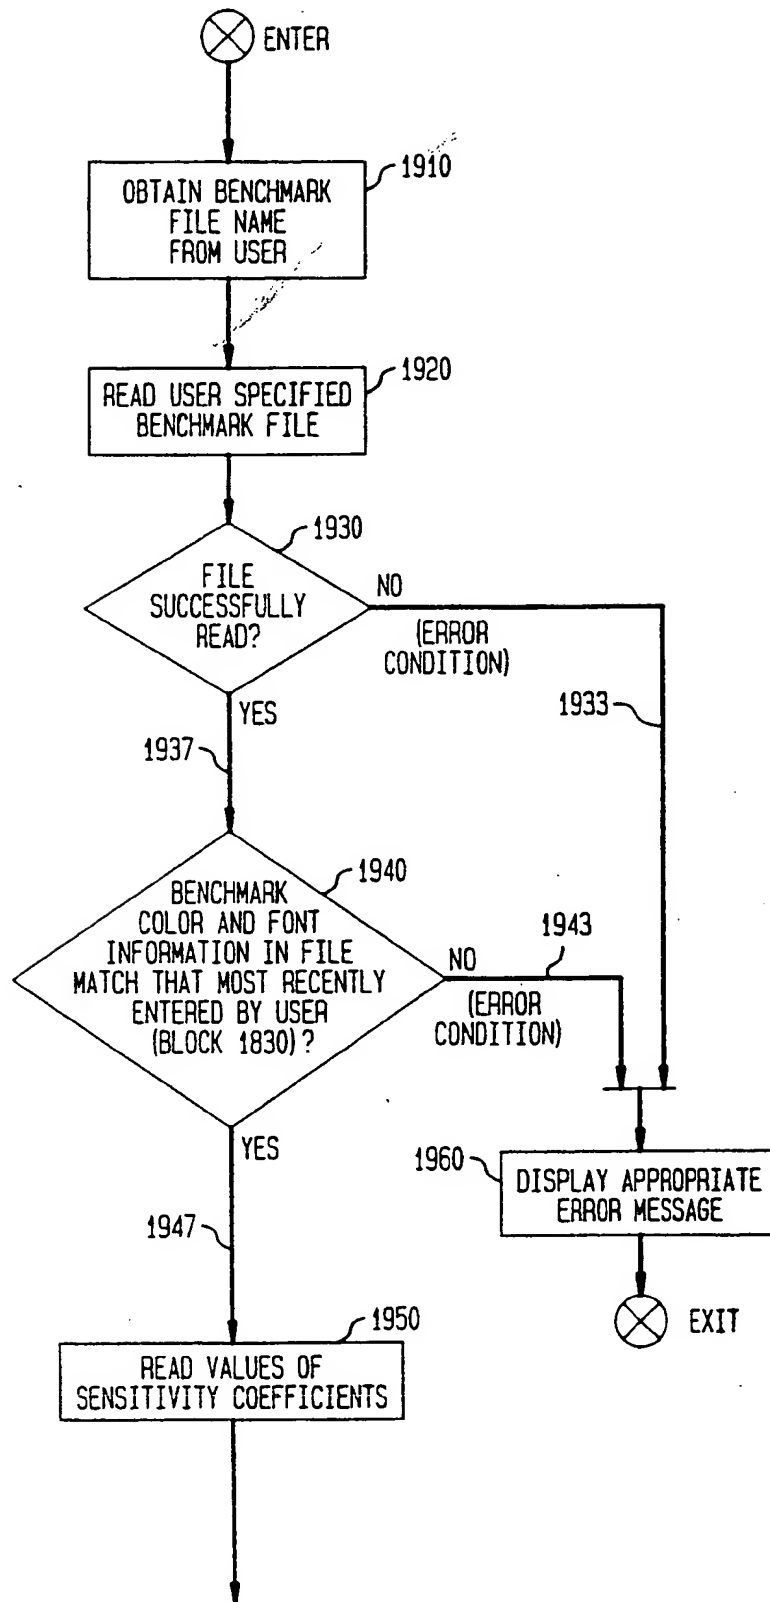 ENTER
1910
OBTAIN BENCHMARK
FILE NAME
FROM USER
1920
READ USER SPECIFIED
BENCHMARK FILE
1930
FILE
SUCCESSFULLY
READ?
NO
(ERROR
CONDITION)
1933
YES
1937
1940
BENCHMARK
COLOR AND FONT
INFORMATION IN FILE
MATCH THAT MOST RECENTLY
ENTERED BY USER
(BLOCK 1830)?
NO
1943
(ERROR
CONDITION)
YES
1960
DISPLAY APPROPRIATE
ERROR MESSAGE
1947
EXIT
1950
READ VALUES OF
SENSITIVITY COEFFICIENTS